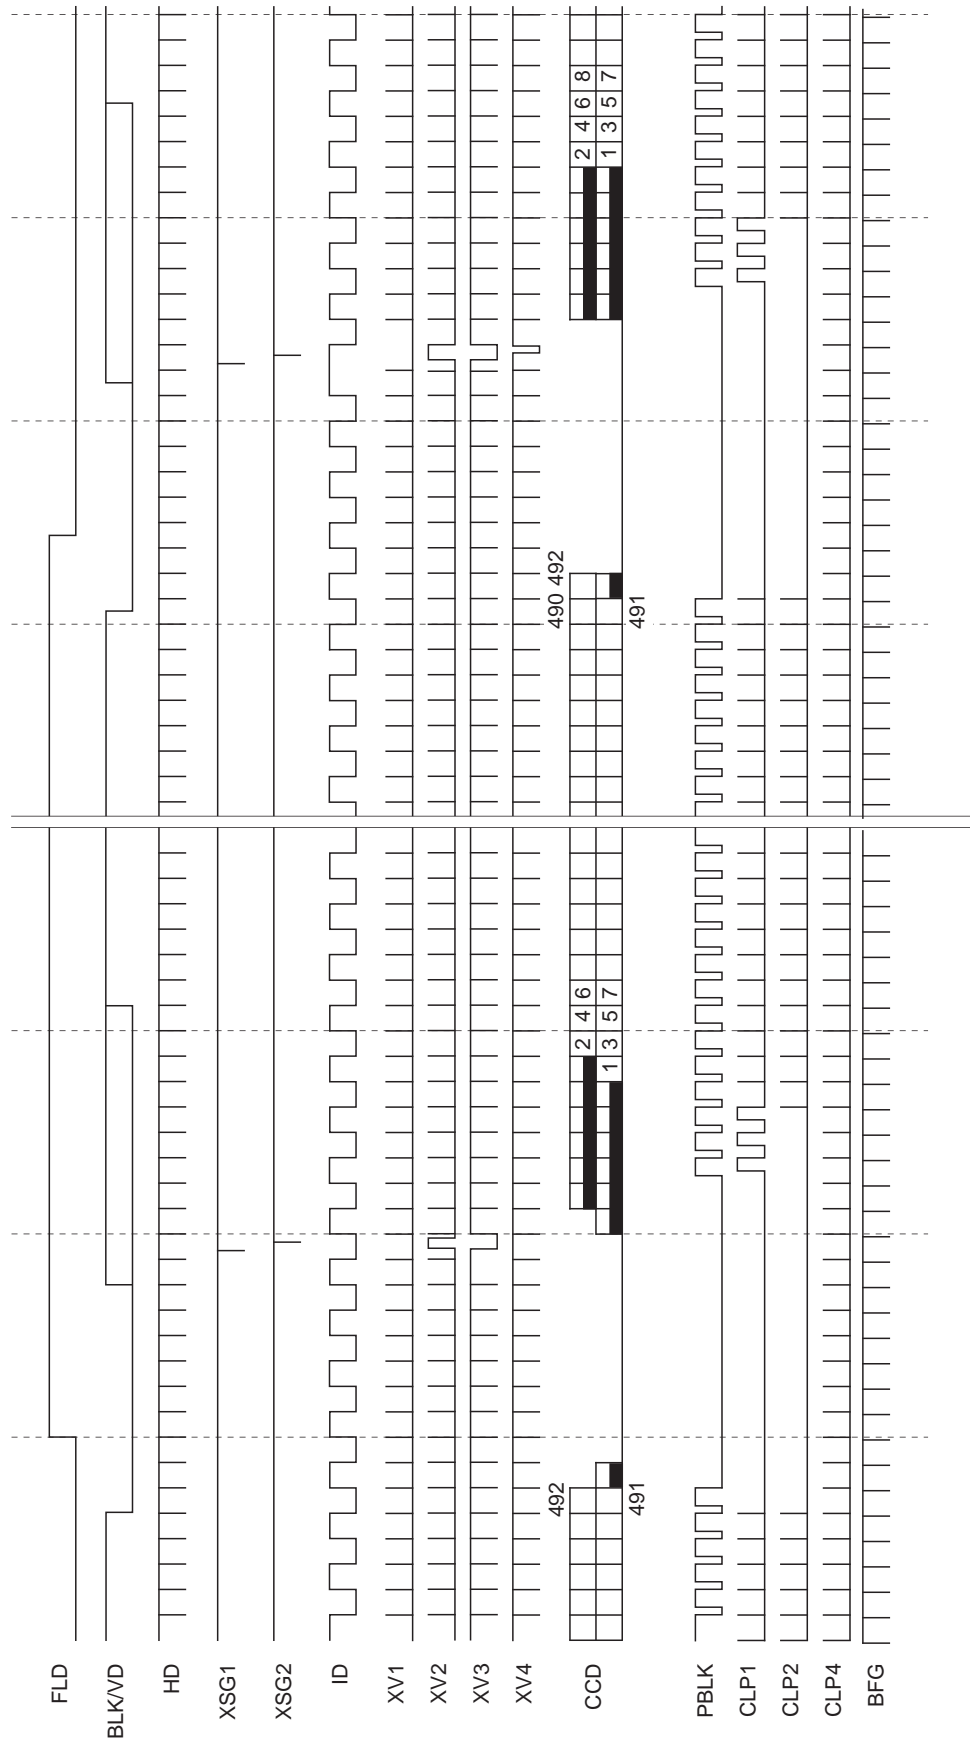 FLD
BLK/VD
HD
XSG1
XSG2
ID
XV1
XV2
XV3
XV4
492 490 492
2 4 6 2 4 6 8
CCD
1 3 5 7 1 3 5 7
491 491
PBLK
CLP1
CLP2
CLP4
BFG